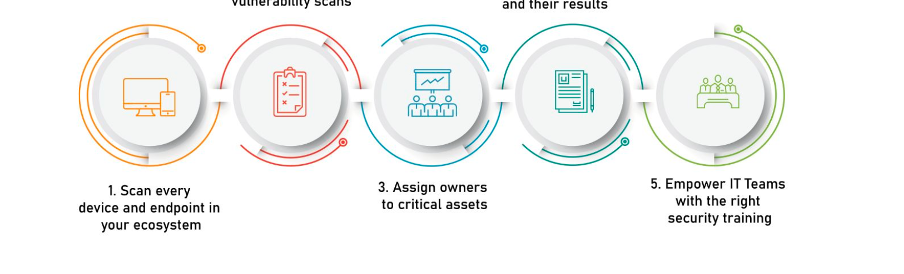 vulnerability scans
and their results
1. Scan every
device and endpoint in
your ecosystem
3. Assign owners
to critical assets
5. Empower IT Teams
with the right
security training